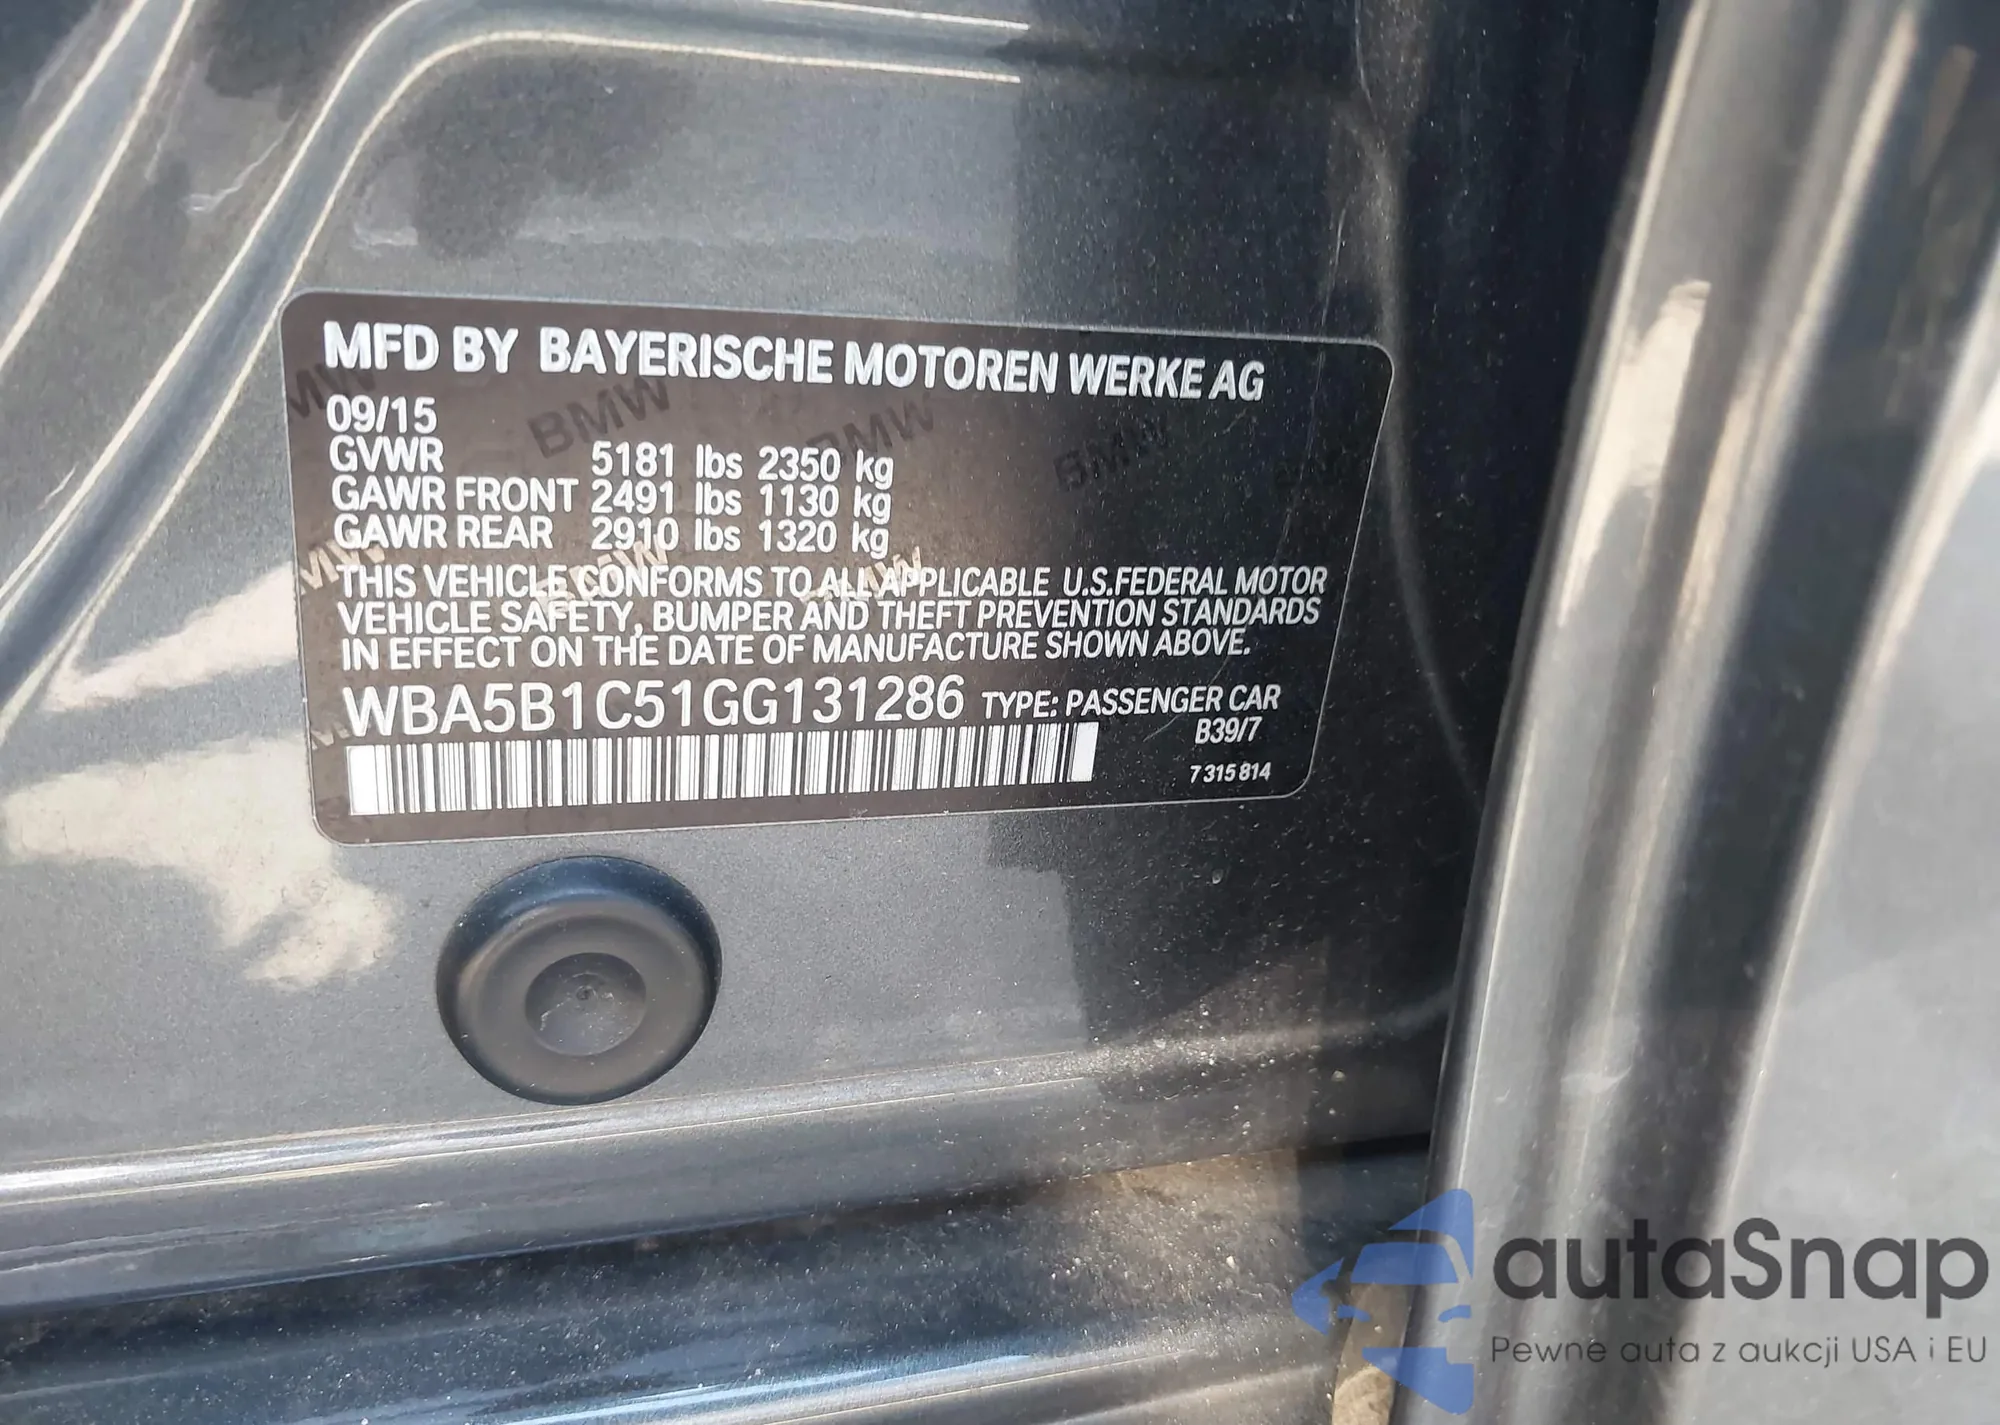 MFD BY BAYERISCHE MOTOREN WERKE AG
09/15
GVWR 5181 lbs 2350 kg
GAWR FRONT 2491 lbs 1130 kg
GAWR REAR 2910 lbs 1320 kg
THIS VEHICLE CONFORMS TO ALL APPLICABLE U.S.FEDERAL MOTOR
VEHICLE SAFETY, BUMPER AND THEFT PREVENTION STANDARDS
IN EFFECT ON THE DATE OF MANUFACTURE SHOWN ABOVE.
WBA5B1C51GG131286 TYPE: PASSENGER CAR
B39/7
7 315 814
BMW BMW BMW
autaSnap
Pewne auta z aukcji USA i EU